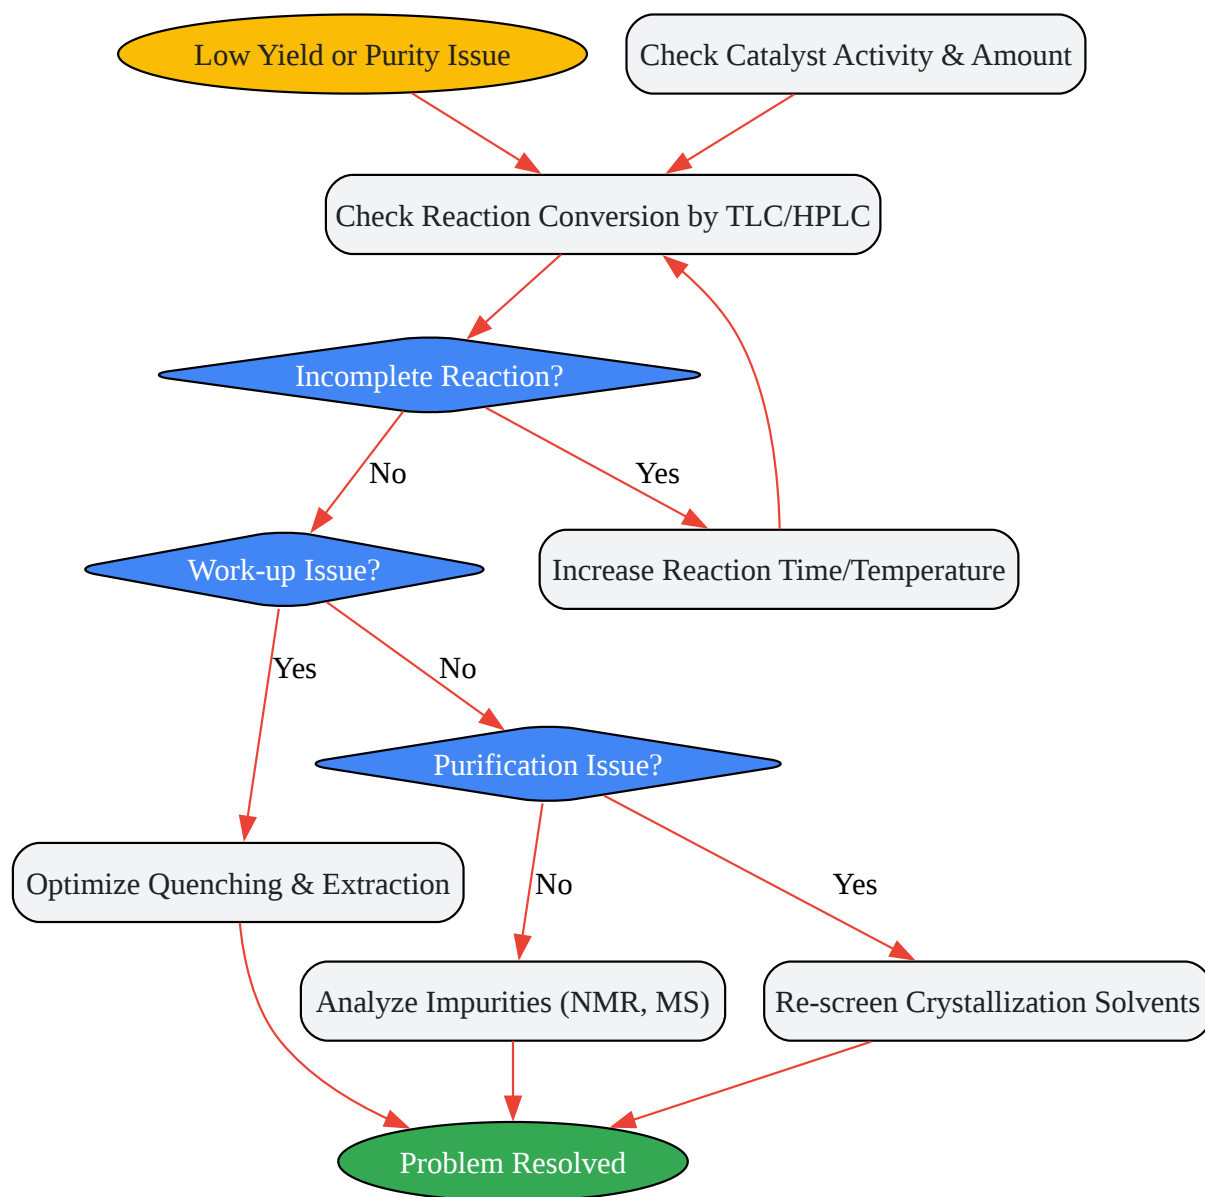 Low Yield or Purity Issue
Check Catalyst Activity & Amount
Check Reaction Conversion by TLC/HPLC
Incomplete Reaction?
No
Yes
Work-up Issue?
Increase Reaction Time/Temperature
Yes
No
Purification Issue?
Optimize Quenching & Extraction
No
Yes
Analyze Impurities (NMR, MS)
Re-screen Crystallization Solvents
Problem Resolved